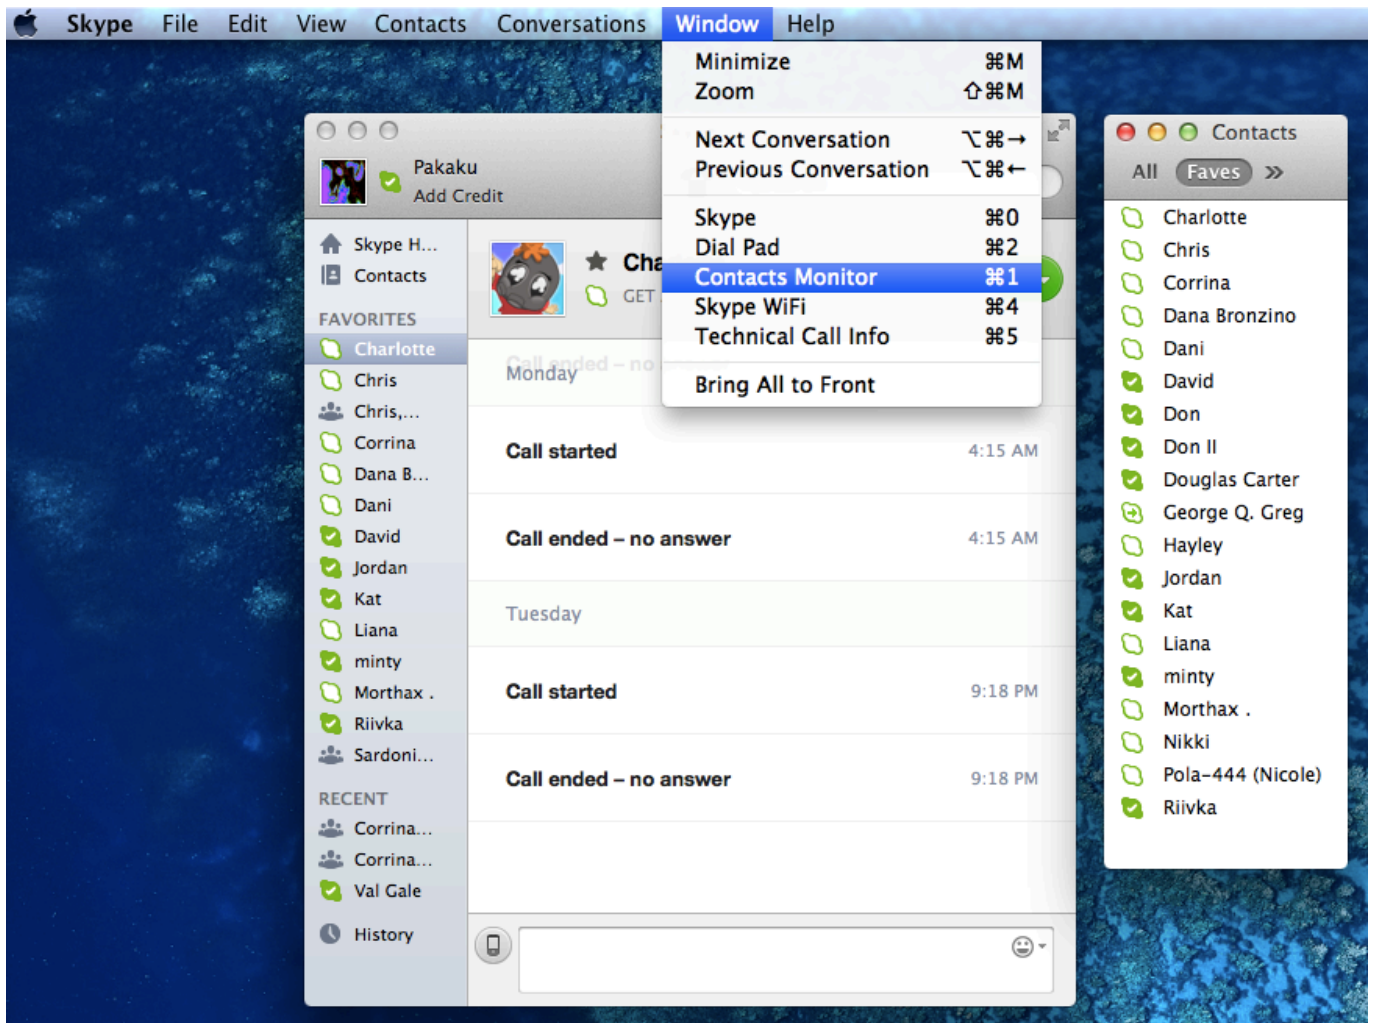 Skype File Edit View Contacts Conversations Window Help
Minimize ⌘M
Zoom ⇧⌘M
Next Conversation ⌥⌘→
Previous Conversation ⌥⌘←
Skype ⌘0
Dial Pad ⌘2
Contacts Monitor ⌘1
Skype WiFi ⌘4
Technical Call Info ⌘5
Bring All to Front
Pakaku
Add Credit
Skype H...
Contacts
FAVORITES
Charlotte
Chris
Chris,...
Corrina
Dana B...
Dani
David
Jordan
Kat
Liana
minty
Morthax .
Riivka
Sardoni...
RECENT
Corrina...
Corrina...
Val Gale
History
Cha
GET
Call ended – no
Monday
Call started 4:15 AM
Call ended – no answer 4:15 AM
Tuesday
Call started 9:18 PM
Call ended – no answer 9:18 PM
Contacts
All Faves »
Charlotte
Chris
Corrina
Dana Bronzino
Dani
David
Don
Don II
Douglas Carter
George Q. Greg
Hayley
Jordan
Kat
Liana
minty
Morthax .
Nikki
Pola-444 (Nicole)
Riivka